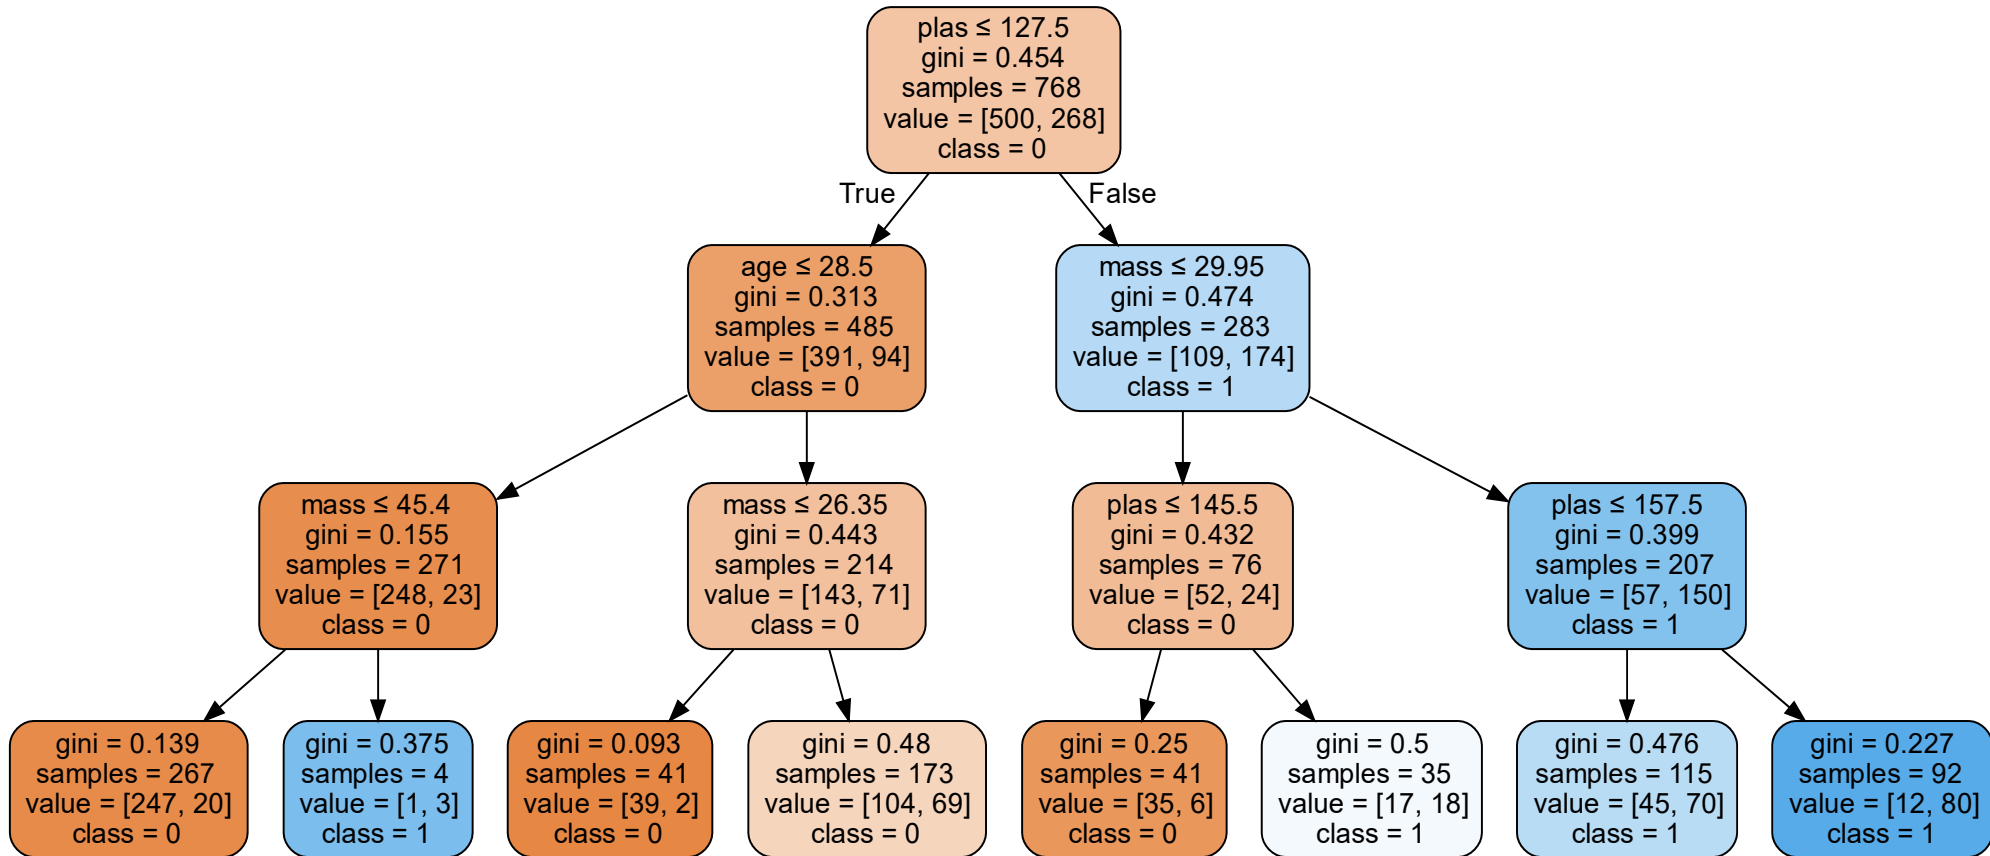 plas ≤ 127.5
gini = 0.454
samples = 768
value = [500, 268]
class = 0
True
False
age ≤ 28.5
gini = 0.313
samples = 485
value = [391, 94]
class = 0
mass ≤ 29.95
gini = 0.474
samples = 283
value = [109, 174]
class = 1
mass ≤ 45.4
gini = 0.155
samples = 271
value = [248, 23]
class = 0
mass ≤ 26.35
gini = 0.443
samples = 214
value = [143, 71]
class = 0
plas ≤ 145.5
gini = 0.432
samples = 76
value = [52, 24]
class = 0
plas ≤ 157.5
gini = 0.399
samples = 207
value = [57, 150]
class = 1
gini = 0.139
samples = 267
value = [247, 20]
class = 0
gini = 0.375
samples = 4
value = [1, 3]
class = 1
gini = 0.093
samples = 41
value = [39, 2]
class = 0
gini = 0.48
samples = 173
value = [104, 69]
class = 0
gini = 0.25
samples = 41
value = [35, 6]
class = 0
gini = 0.5
samples = 35
value = [17, 18]
class = 1
gini = 0.476
samples = 115
value = [45, 70]
class = 1
gini = 0.227
samples = 92
value = [12, 80]
class = 1